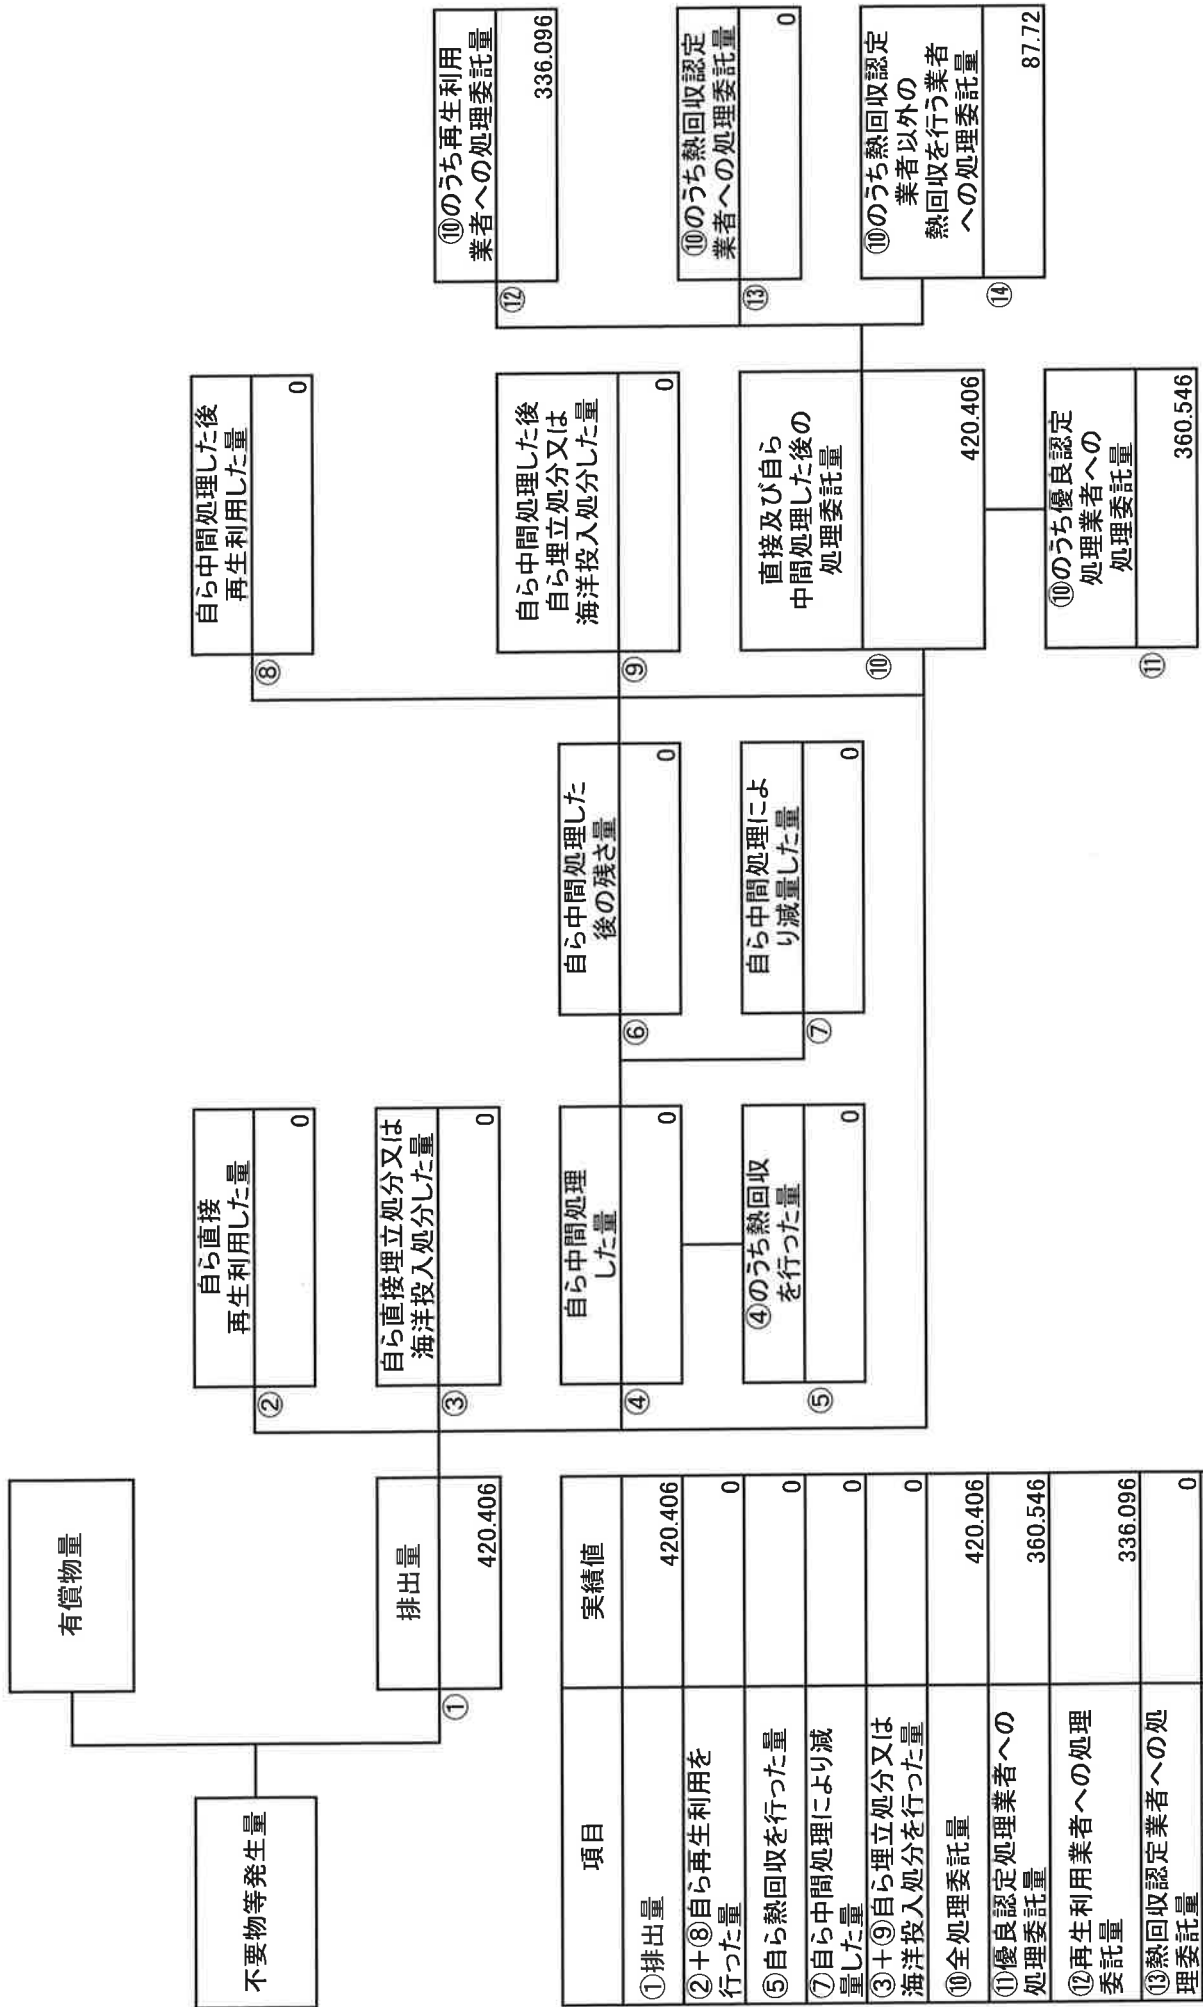 不要物等発生量
有償物量
①
排出量
420.406
②
自ら直接
再生利用した量
0
③
自ら直接埋立処分又は
海洋投入処分した量
0
④
自ら中間処理
した量
0
⑤
④のうち熱回収
を行った量
0
⑥
自ら中間処理した
後の残さ量
0
⑦
自ら中間処理によ
り減量した量
0
⑧
自ら中間処理した後
再生利用した量
0
⑨
自ら中間処理した後
自ら埋立処分又は
海洋投入処分した量
0
⑩
直接及び自ら
中間処理した後の
処理委託量
420.406
⑪
⑩のうち優良認定
処理業者への
処理委託量
360.546
⑫
⑩のうち再生利用
業者への処理委託量
336.096
⑬
⑩のうち熱回収認定
業者への処理委託量
0
⑭
⑩のうち熱回収認定
業者以外の
熱回収を行う業者
への処理委託量
87.72
項目
実績値
①排出量
420.406
②＋⑧自ら再生利用を
行った量
0
⑤自ら熱回収を行った量
0
⑦自ら中間処理により減
量した量
0
③＋⑨自ら埋立処分又は
海洋投入処分を行った量
0
⑩全処理委託量
420.406
⑪優良認定処理業者への
処理委託量
360.546
⑫再生利用業者への処理
委託量
336.096
⑬熱回収認定業者への処
理委託量
0